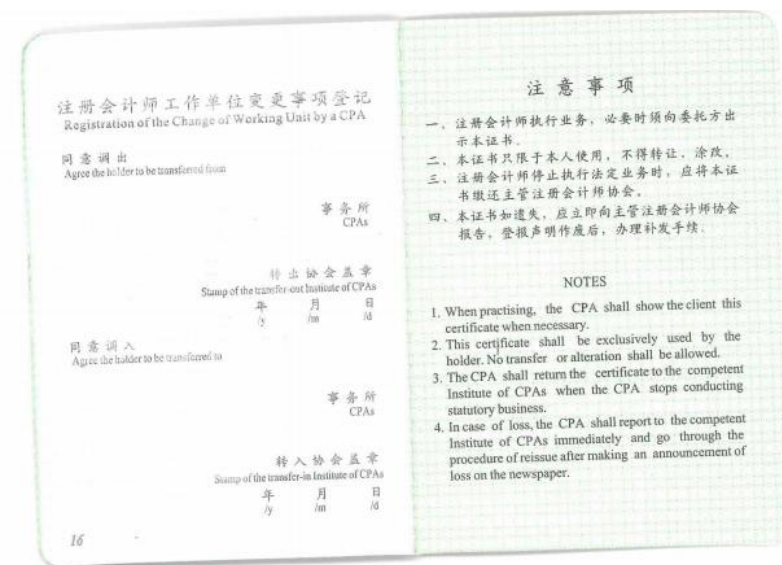 注册会计师工作单位变更事项登记
Registration of the Change of Working Unit by a CPA
同意调出
Agree the holder to be transferred from
事务所
CPAs
转出协会盖章
Stamp of the transfer-out Institute of CPAs
年 月 日
/y /m /d
同意调入
Agree the holder to be transferred to
事务所
CPAs
转入协会盖章
Stamp of the transfer-in Institute of CPAs
年 月 日
/y /m /d
16
注意事项
一、注册会计师执行业务，必要时须向委托方出
示本证书。
二、本证书只限于本人使用，不得转让、涂改。
三、注册会计师停止执行法定业务时，应将本证
书缴还主管注册会计师协会。
四、本证书如遗失，应立即向主管注册会计师协会
报告，登报声明作废后，办理补发手续。
NOTES
1. When practising, the CPA shall show the client this
certificate when necessary.
2. This certificate shall be exclusively used by the
holder. No transfer or alteration shall be allowed.
3. The CPA shall return the certificate to the competent
Institute of CPAs when the CPA stops conducting
statutory business.
4. In case of loss, the CPA shall report to the competent
Institute of CPAs immediately and go through the
procedure of reissue after making an announcement of
loss on the newspaper.